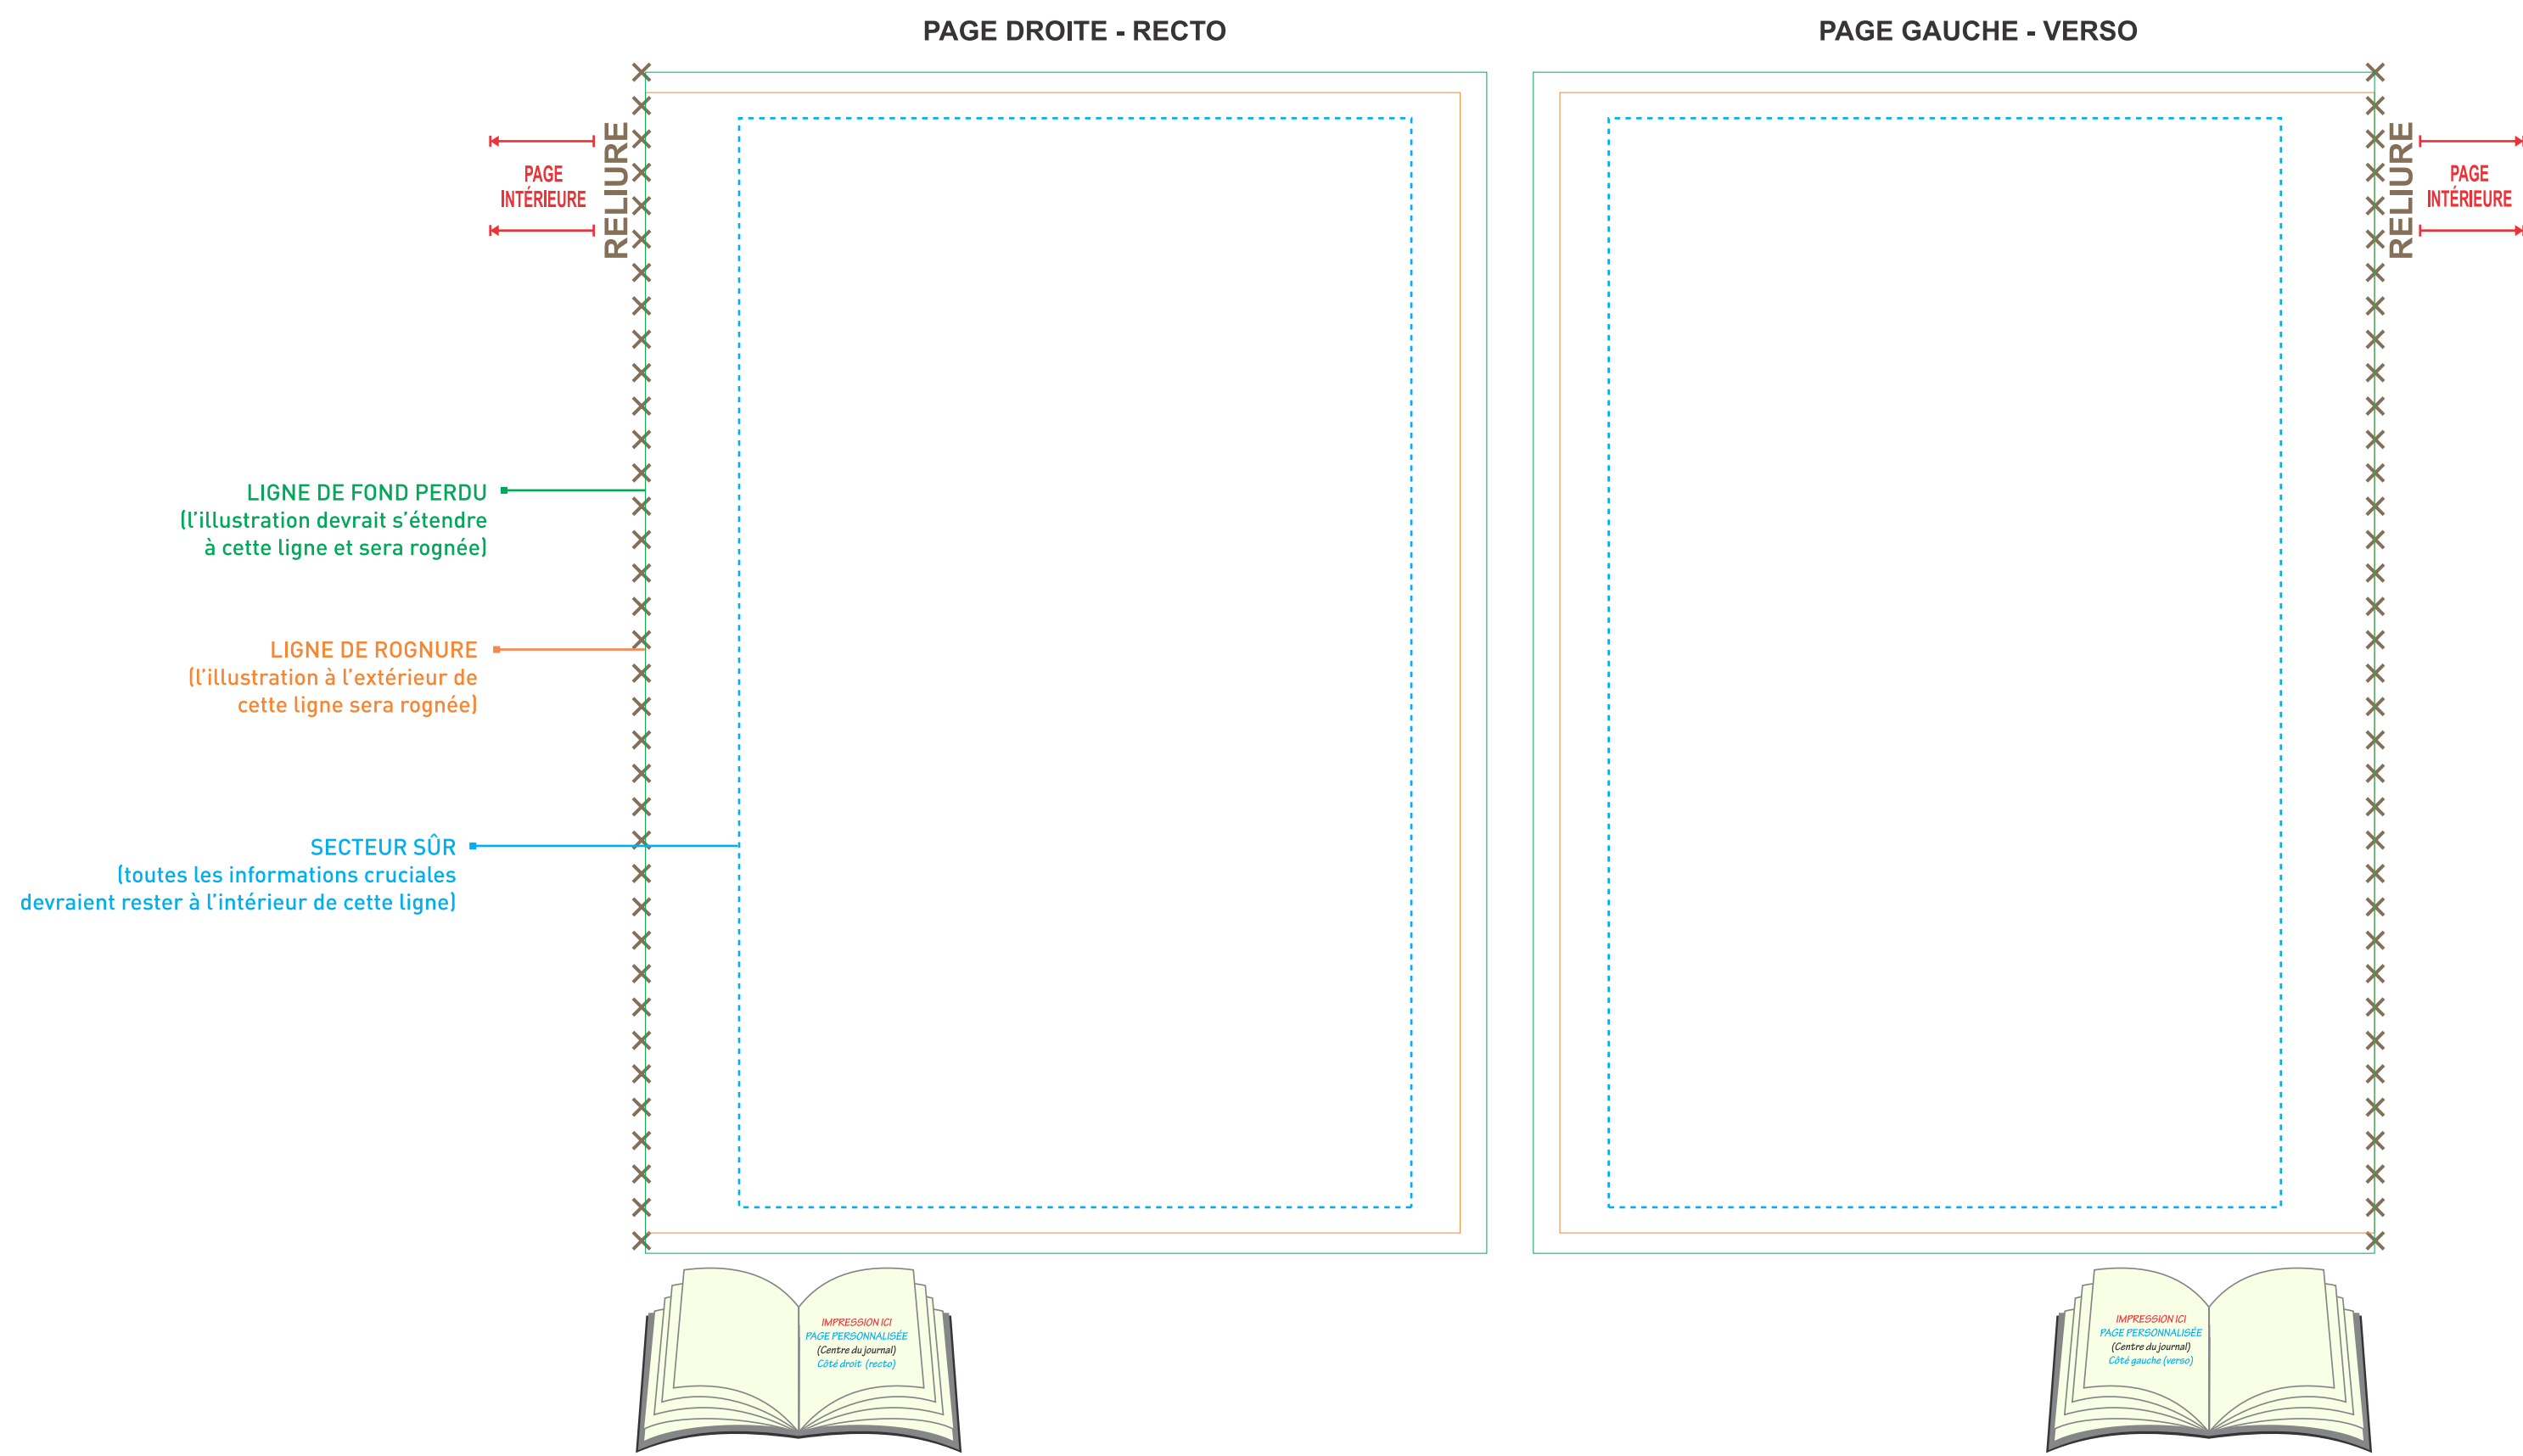 PAGE DROITE - RECTO
PAGE GAUCHE - VERSO
PAGE
INTÉRIEURE
RELIURE
RELIURE
PAGE
INTÉRIEURE
LIGNE DE FOND PERDU
(l’illustration devrait s’étendre
à cette ligne et sera rognée)
LIGNE DE ROGNURE
(l’illustration à l’extérieur de
cette ligne sera rognée)
SECTEUR SÛR
(toutes les informations cruciales
devraient rester à l’intérieur de cette ligne)
IMPRESSION ICI
PAGE PERSONNALISÉE
(Centre du journal)
Côté droit (recto)
IMPRESSION ICI
PAGE PERSONNALISÉE
(Centre du journal)
Côté gauche (verso)